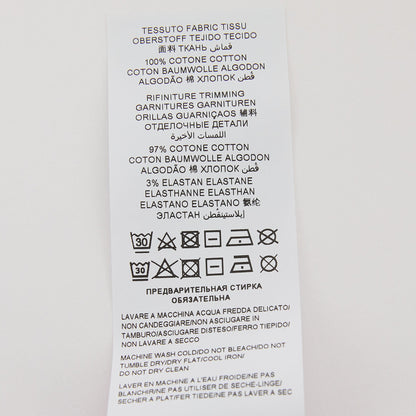 TESSUTO FABRIC TISSU
OBERSTOFF TEJIDO TECIDO
面料 ТКАНЬ قماش
100% COTONE COTTON
COTON BAUMWOLLE ALGODON
ALGODÃO 棉 ХЛОПОК قُطن
RIFINITURE TRIMMING
GARNITURES GARNITUREN
ORILLAS GUARNIÇAOS 辅料
ОТДЕЛОЧНЫЕ ДЕТАЛИ
اللمسات الأخيرة
97% COTONE COTTON
COTON BAUMWOLLE ALGODON
ALGODÃO 棉 ХЛОПОК قُطن
3% ELASTAN ELASTANE
ELASTHANNE ELASTHAN
ELASTANO ELASTANO 氨纶
ЭЛАСТАН إيلاستينقُطن
30
30
ПРЕДВАРИТЕЛЬНАЯ СТИРКА
ОБЯЗАТЕЛЬНА
LAVARE A MACCHINA ACQUA FREDDA DELICATO/
NON CANDEGGIARE/NON ASCIUGARE IN
TAMBURO/ASCIUGARE DISTESO/FERRO TIEPIDO/
NON LAVARE A SECCO
MACHINE WASH COLD/DO NOT BLEACH/DO NOT
TUMBLE DRY/DRY FLAT/COOL IRON/
DO NOT DRY CLEAN
LAVER EN MACHINE A L'EAU FROIDE/NE PAS
BLANCHIR/NE PAS UTILISER DE SECHE-LINGE/
SECHER A PLAT/FER TIEDE/NE PAS LAVER A SEC